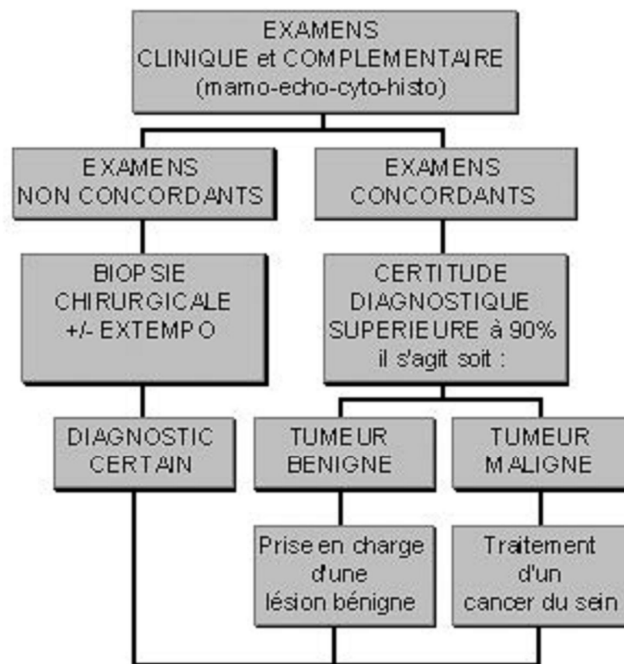 EXAMENS
CLINIQUE et COMPLEMENTAIRE
(mamo-echo-cyto-histo)
EXAMENS
NON CONCORDANTS
EXAMENS
CONCORDANTS
BIOPSIE
CHIRURGICALE
+/- EXTEMPO
CERTITUDE
DIAGNOSTIQUE
SUPERIEURE à 90%
il s'agit soit :
DIAGNOSTIC
CERTAIN
TUMEUR
BENIGNE
TUMEUR
MALIGNE
Prise en charge
d'une
lésion bénigne
Traitement
d'un
cancer du sein